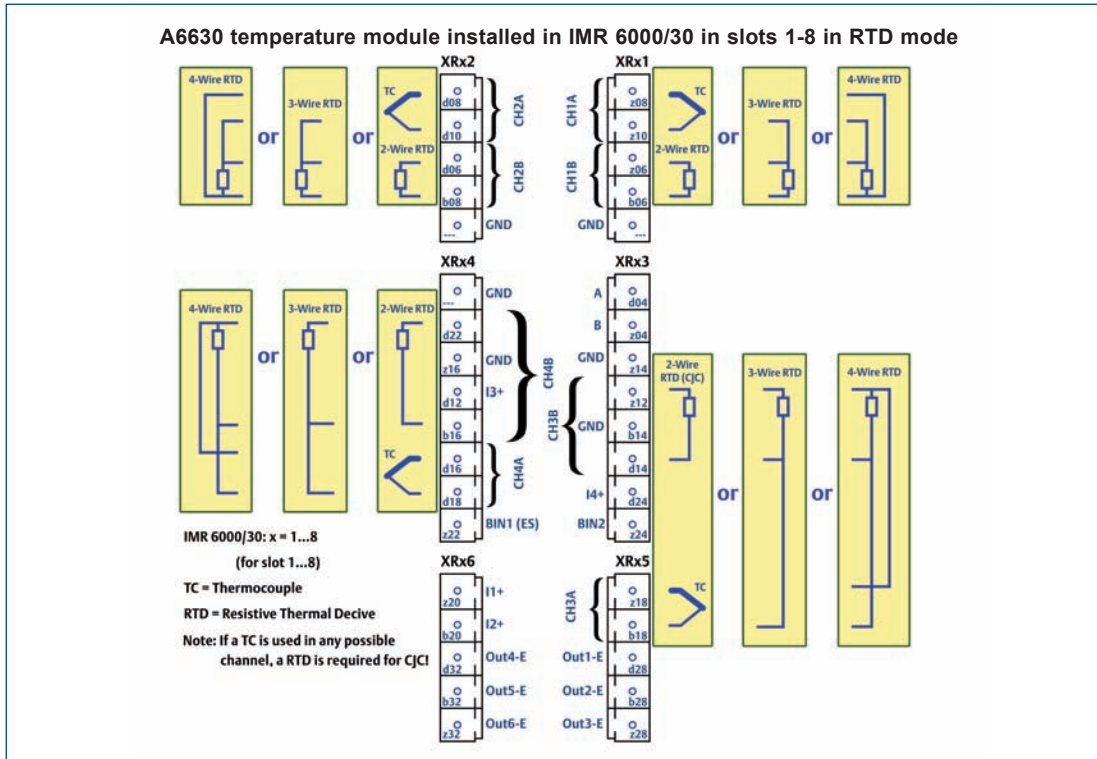 A6630 temperature module installed in IMR 6000/30 in slots 1-8 in RTD mode
XRx2
XRx1
4-Wire RTD
or
3-Wire RTD
or
TC
2-Wire RTD
d08
d10
d06
b08
---
CH2A
CH2B
GND
CH1A
CH1B
GND
z08
z10
z06
b06
---
TC
2-Wire RTD
or
3-Wire RTD
or
4-Wire RTD
XRx4
XRx3
4-Wire RTD
or
3-Wire RTD
or
2-Wire RTD
TC
---
d22
z16
d12
b16
d16
d18
z22
GND
GND
I3+
CH4B
CH4A
BIN1 (ES)
A
B
GND
CH3B
GND
I4+
BIN2
d04
z04
z14
z12
b14
d14
d24
z24
2-Wire
RTD (CJC)
TC
or
3-Wire RTD
or
4-Wire RTD
IMR 6000/30: x = 1...8
(for slot 1...8)
TC = Thermocouple
RTD = Resistive Thermal Decive
Note: If a TC is used in any possible
channel, a RTD is required for CJC!
XRx6
XRx5
z20
b20
d32
b32
z32
I1+
I2+
Out4-E
Out5-E
Out6-E
CH3A
Out1-E
Out2-E
Out3-E
z18
b18
d28
b28
z28